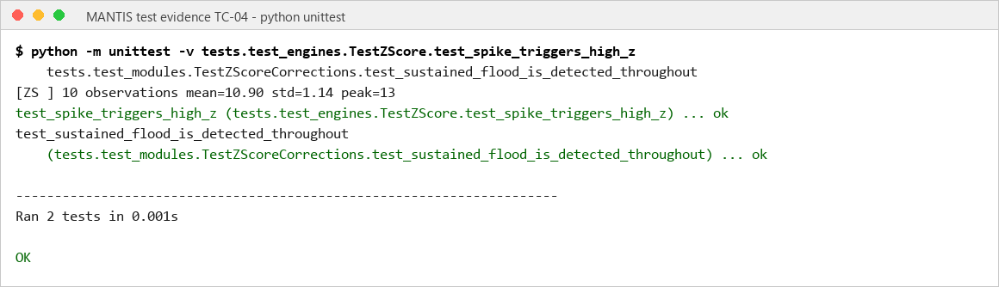 MANTIS test evidence TC-04 - python unittest
$ python -m unittest -v tests.test_engines.TestZScore.test_spike_triggers_high_z
    tests.test_modules.TestZScoreCorrections.test_sustained_flood_is_detected_throughout
[ZS ] 10 observations mean=10.90 std=1.14 peak=13
test_spike_triggers_high_z (tests.test_engines.TestZScore.test_spike_triggers_high_z) ... ok
test_sustained_flood_is_detected_throughout
    (tests.test_modules.TestZScoreCorrections.test_sustained_flood_is_detected_throughout) ... ok
----------------------------------------------------------------------
Ran 2 tests in 0.001s
OK